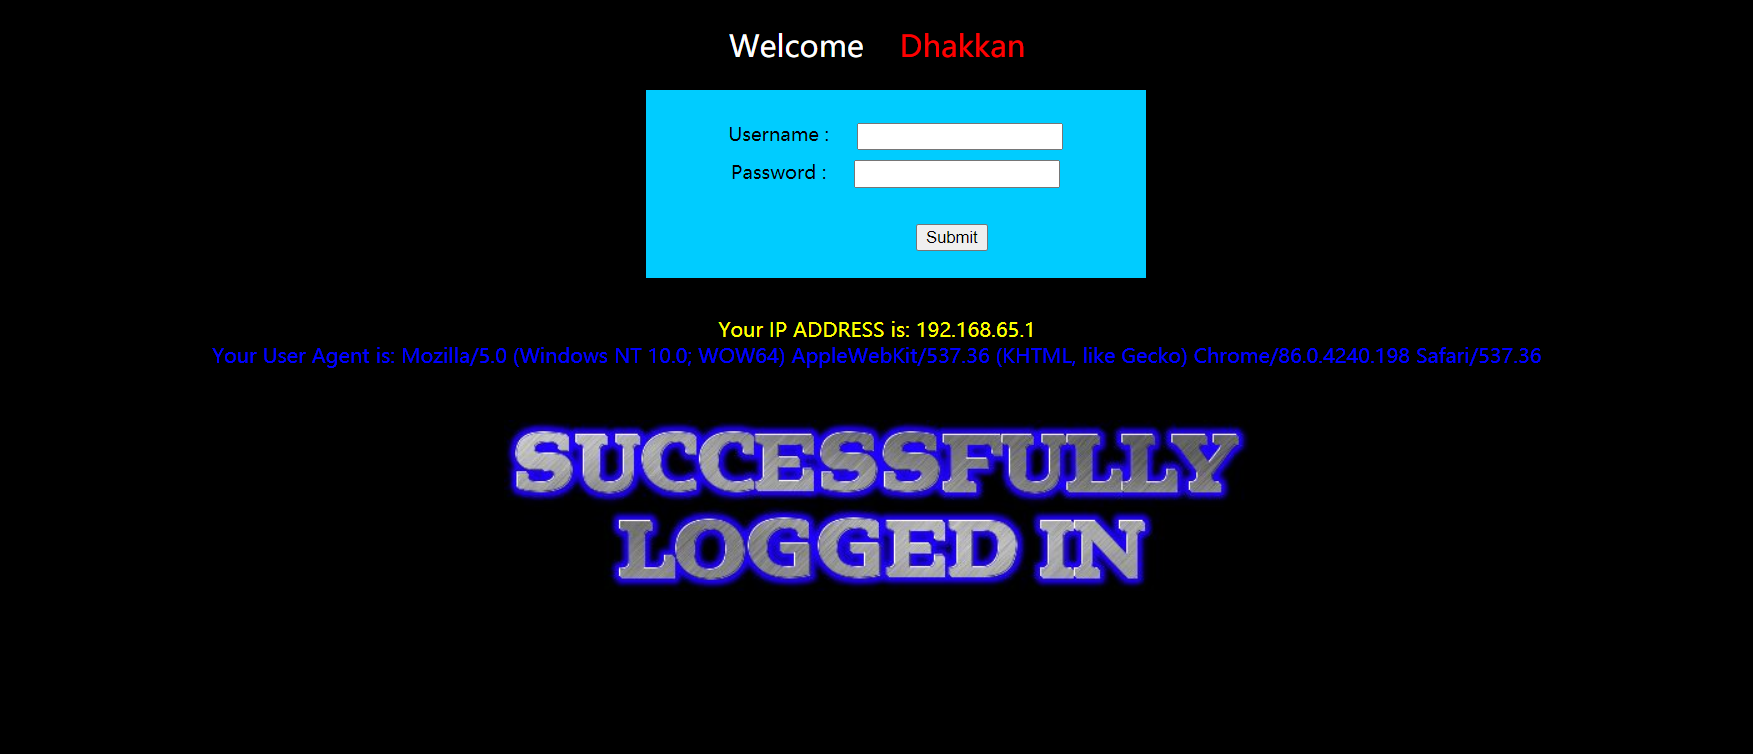 Welcome Dhakkan
Username :
Password :
Submit
Your IP ADDRESS is: 192.168.65.1
Your User Agent is: Mozilla/5.0 (Windows NT 10.0; WOW64) AppleWebKit/537.36 (KHTML, like Gecko) Chrome/86.0.4240.198 Safari/537.36
SUCCESSFULLY
LOGGED IN